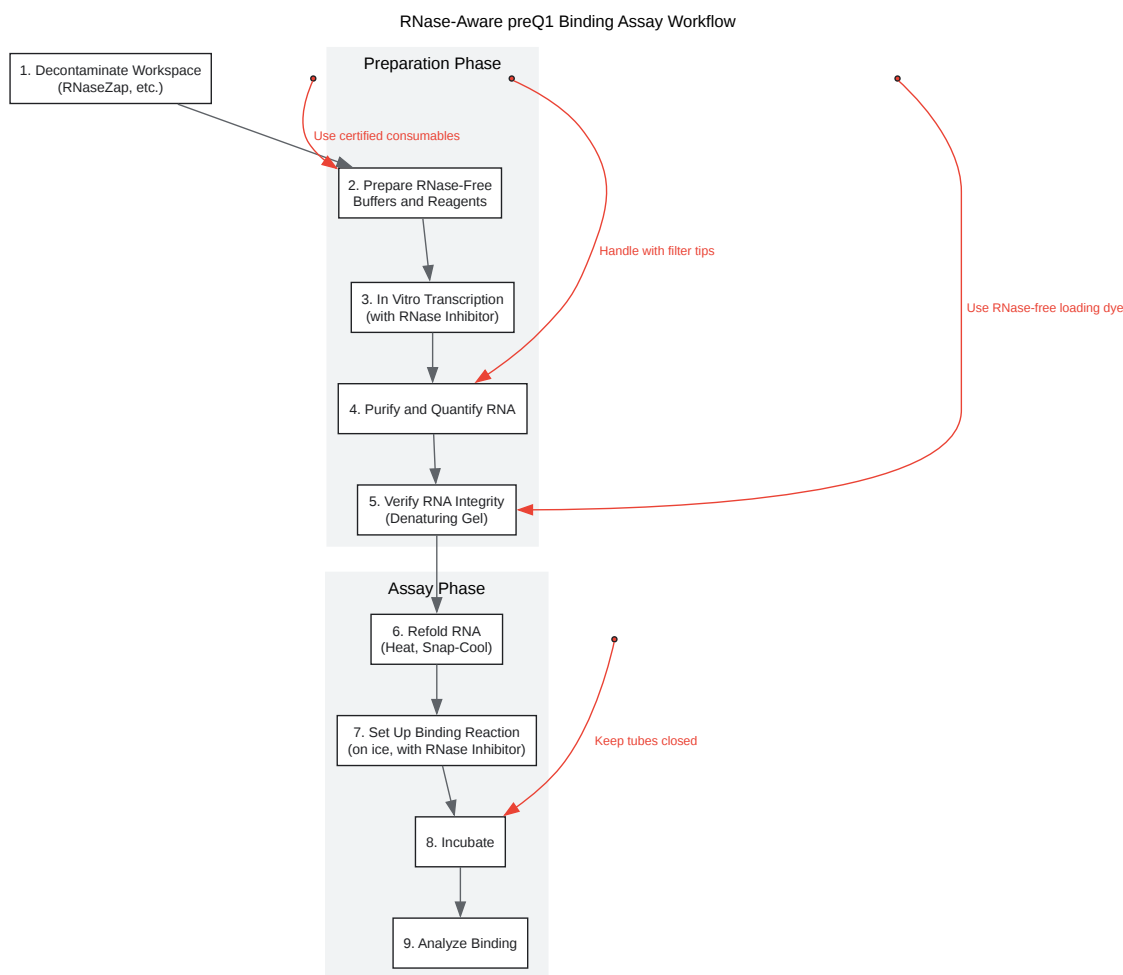 RNase-Aware preQ1 Binding Assay Workflow
Preparation Phase
1. Decontaminate Workspace
(RNaseZap, etc.)
Use certified consumables
2. Prepare RNase-Free
Buffers and Reagents
Handle with filter tips
3. In Vitro Transcription
(with RNase Inhibitor)
Use RNase-free loading dye
4. Purify and Quantify RNA
5. Verify RNA Integrity
(Denaturing Gel)
Assay Phase
6. Refold RNA
(Heat, Snap-Cool)
7. Set Up Binding Reaction
(on ice, with RNase Inhibitor)
Keep tubes closed
8. Incubate
9. Analyze Binding